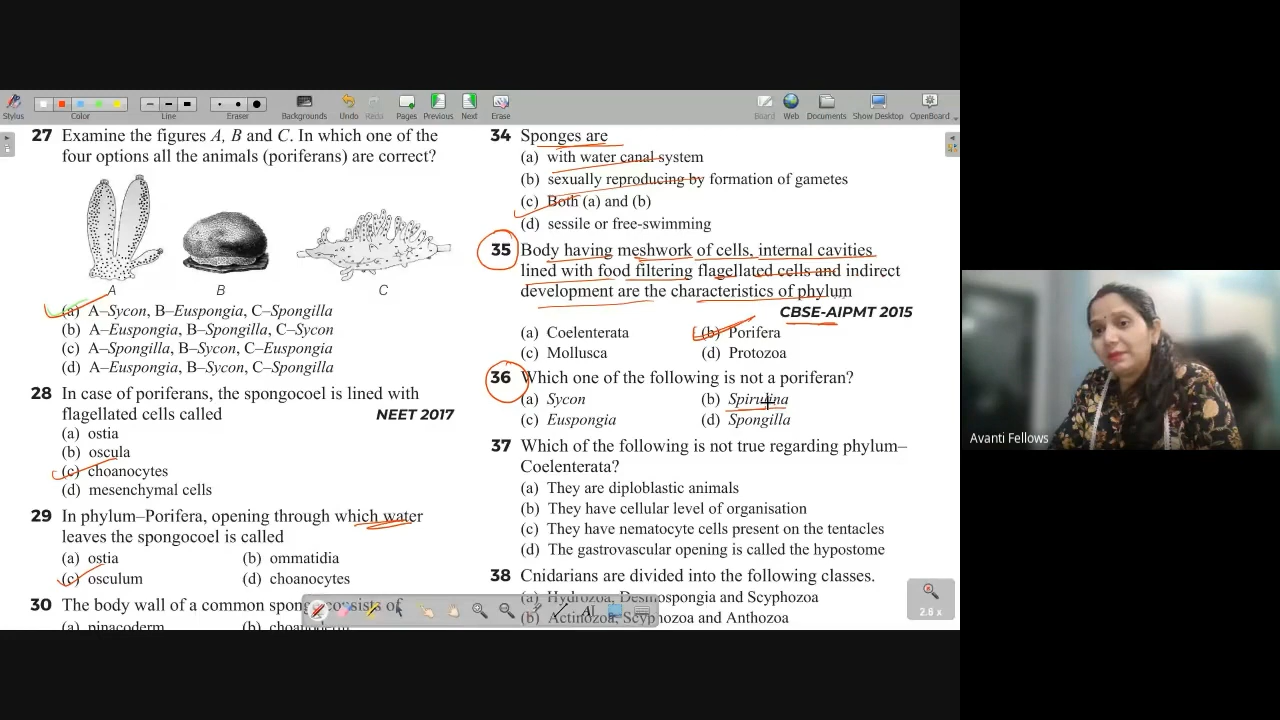 Stylus
Color
Line
Eraser
Backgrounds
Undo
Redo
Pages
Previous
Next
Erase
Board
Web
Documents
Show Desktop
OpenBoard
27 Examine the figures A, B and C. In which one of the
four options all the animals (poriferans) are correct?
A
B
C
(a) A–Sycon, B–Euspongia, C–Spongilla
(b) A–Euspongia, B–Spongilla, C–Sycon
(c) A–Spongilla, B–Sycon, C–Euspongia
(d) A–Euspongia, B–Sycon, C–Spongilla
28 In case of poriferans, the spongocoel is lined with
flagellated cells called NEET 2017
(a) ostia
(b) oscula
(c) choanocytes
(d) mesenchymal cells
29 In phylum–Porifera, opening through which water
leaves the spongocoel is called
(a) ostia (b) ommatidia
(c) osculum (d) choanocytes
30 The body wall of a common sponge consists of
(a) pinacoderm (b) choanoderm
34 Sponges are
(a) with water canal system
(b) sexually reproducing by formation of gametes
(c) Both (a) and (b)
(d) sessile or free-swimming
35 Body having meshwork of cells, internal cavities
lined with food filtering flagellated cells and indirect
development are the characteristics of phylum
CBSE-AIPMT 2015
(a) Coelenterata (b) Porifera
(c) Mollusca (d) Protozoa
36 Which one of the following is not a poriferan?
(a) Sycon (b) Spirulina
(c) Euspongia (d) Spongilla
37 Which of the following is not true regarding phylum–
Coelenterata?
(a) They are diploblastic animals
(b) They have cellular level of organisation
(c) They have nematocyte cells present on the tentacles
(d) The gastrovascular opening is called the hypostome
38 Cnidarians are divided into the following classes.
(a) Hydrozoa, Desmospongia and Scyphozoa
(b) Actinozoa, Scyphozoa and Anthozoa
2.6 x
Avanti Fellows